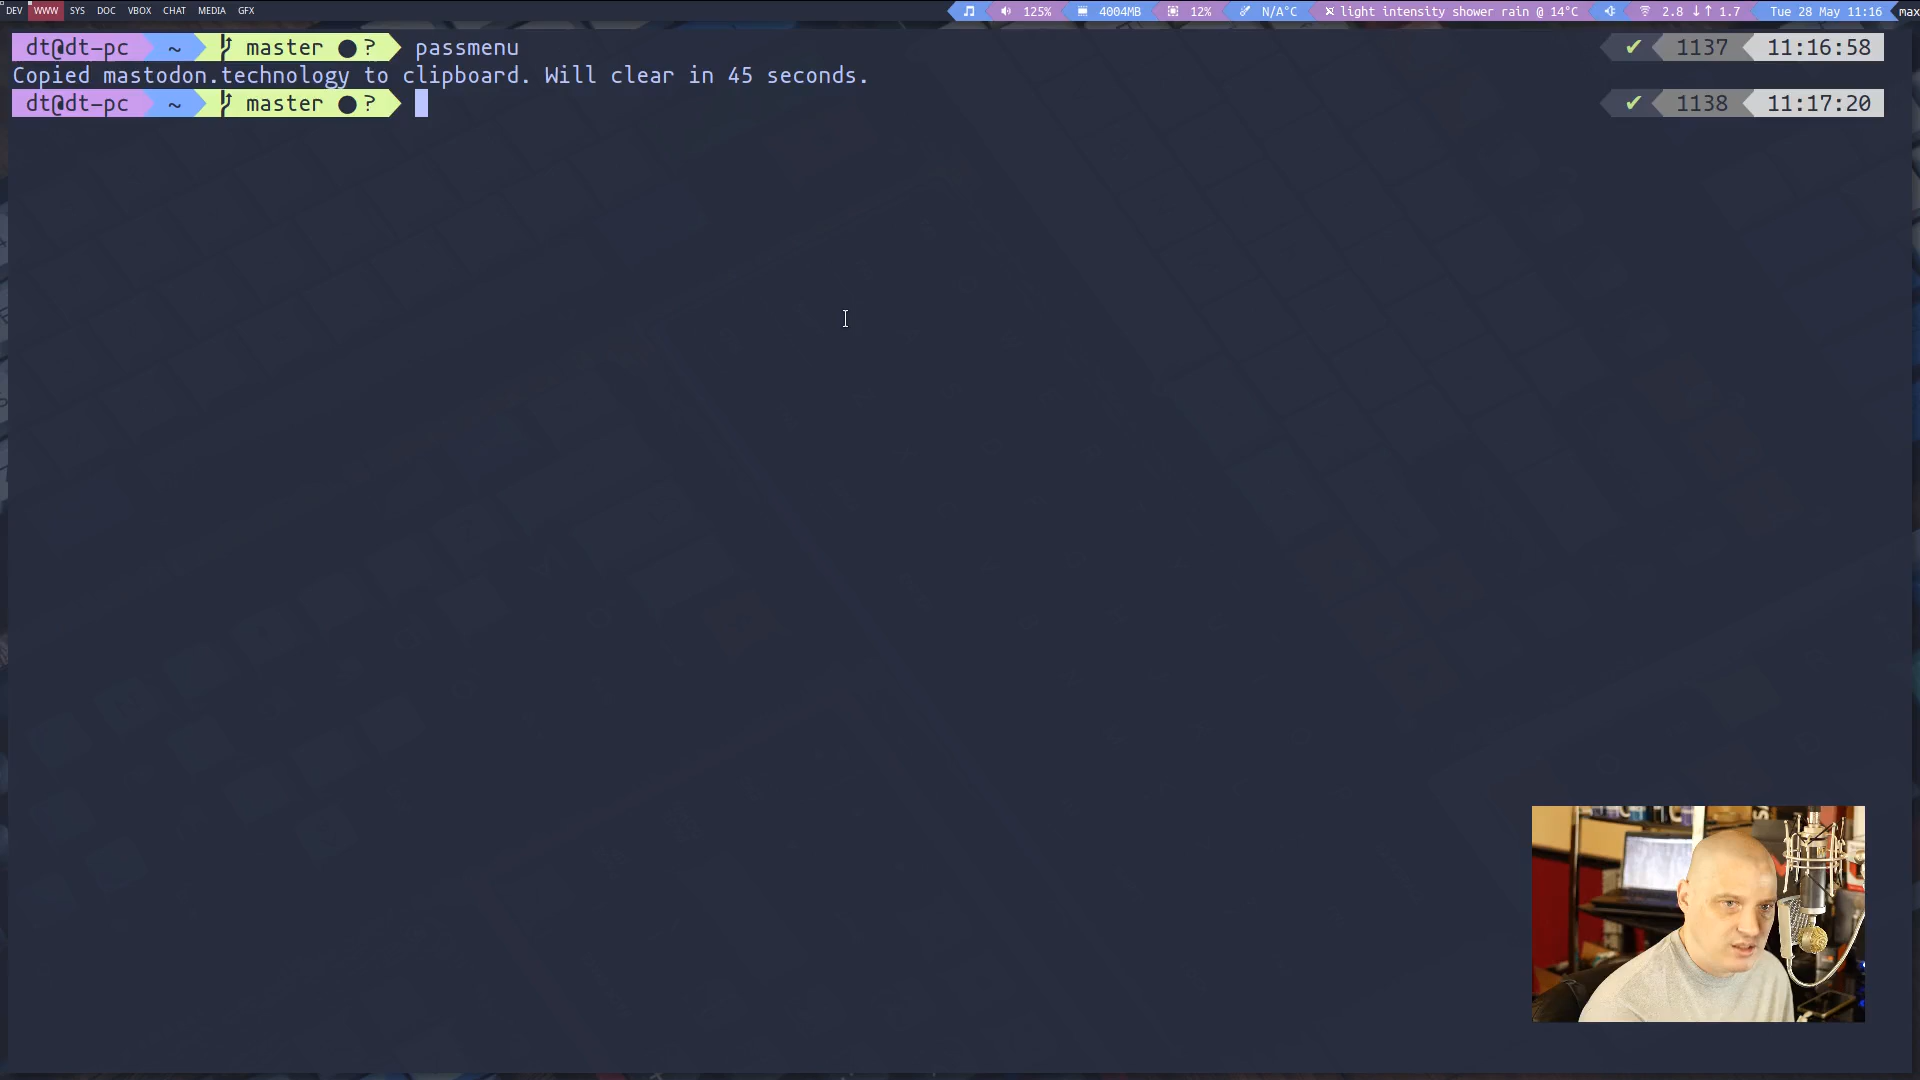 DEV WWW SYS DOC VBOX CHAT MEDIA GFX 125% 4004MB 12% N/A°C light intensity shower rain @ 14°C 2.8 ↓↑ 1.7 Tue 28 May 11:16 max
dt@dt-pc ~ master ●? passmenu ✔ 1137 11:16:58
Copied mastodon.technology to clipboard. Will clear in 45 seconds.
dt@dt-pc ~ master ●? ✔ 1138 11:17:20